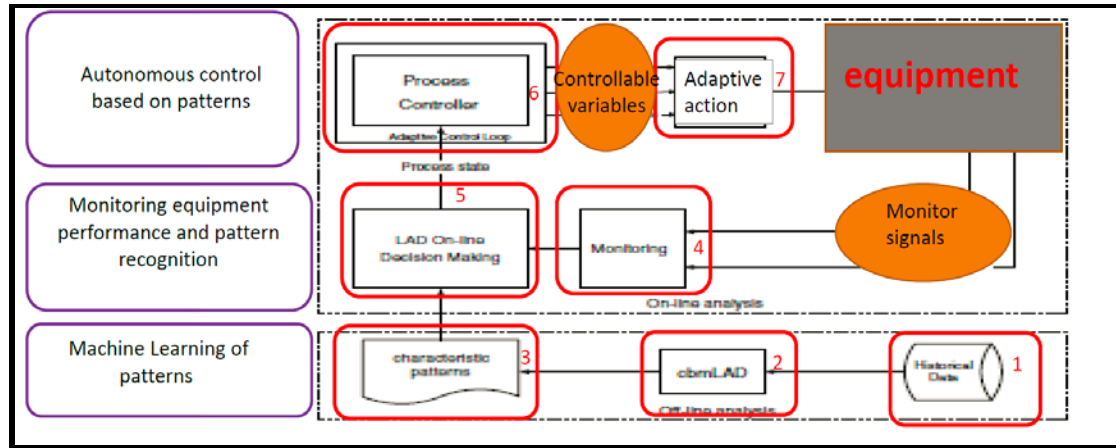 Autonomous control
based on patterns
Process
Controller
6
Adaptive Control Loop
Controllable
variables
Adaptive
action
7
equipment
Process state
Monitoring equipment
performance and pattern
recognition
5
LAD On-line
Decision Making
Monitoring
4
Monitor
signals
On-line analysis
Machine Learning of
patterns
characteristic
patterns
3
cbmLAD
2
Historical
Data
1
Off-line analysis